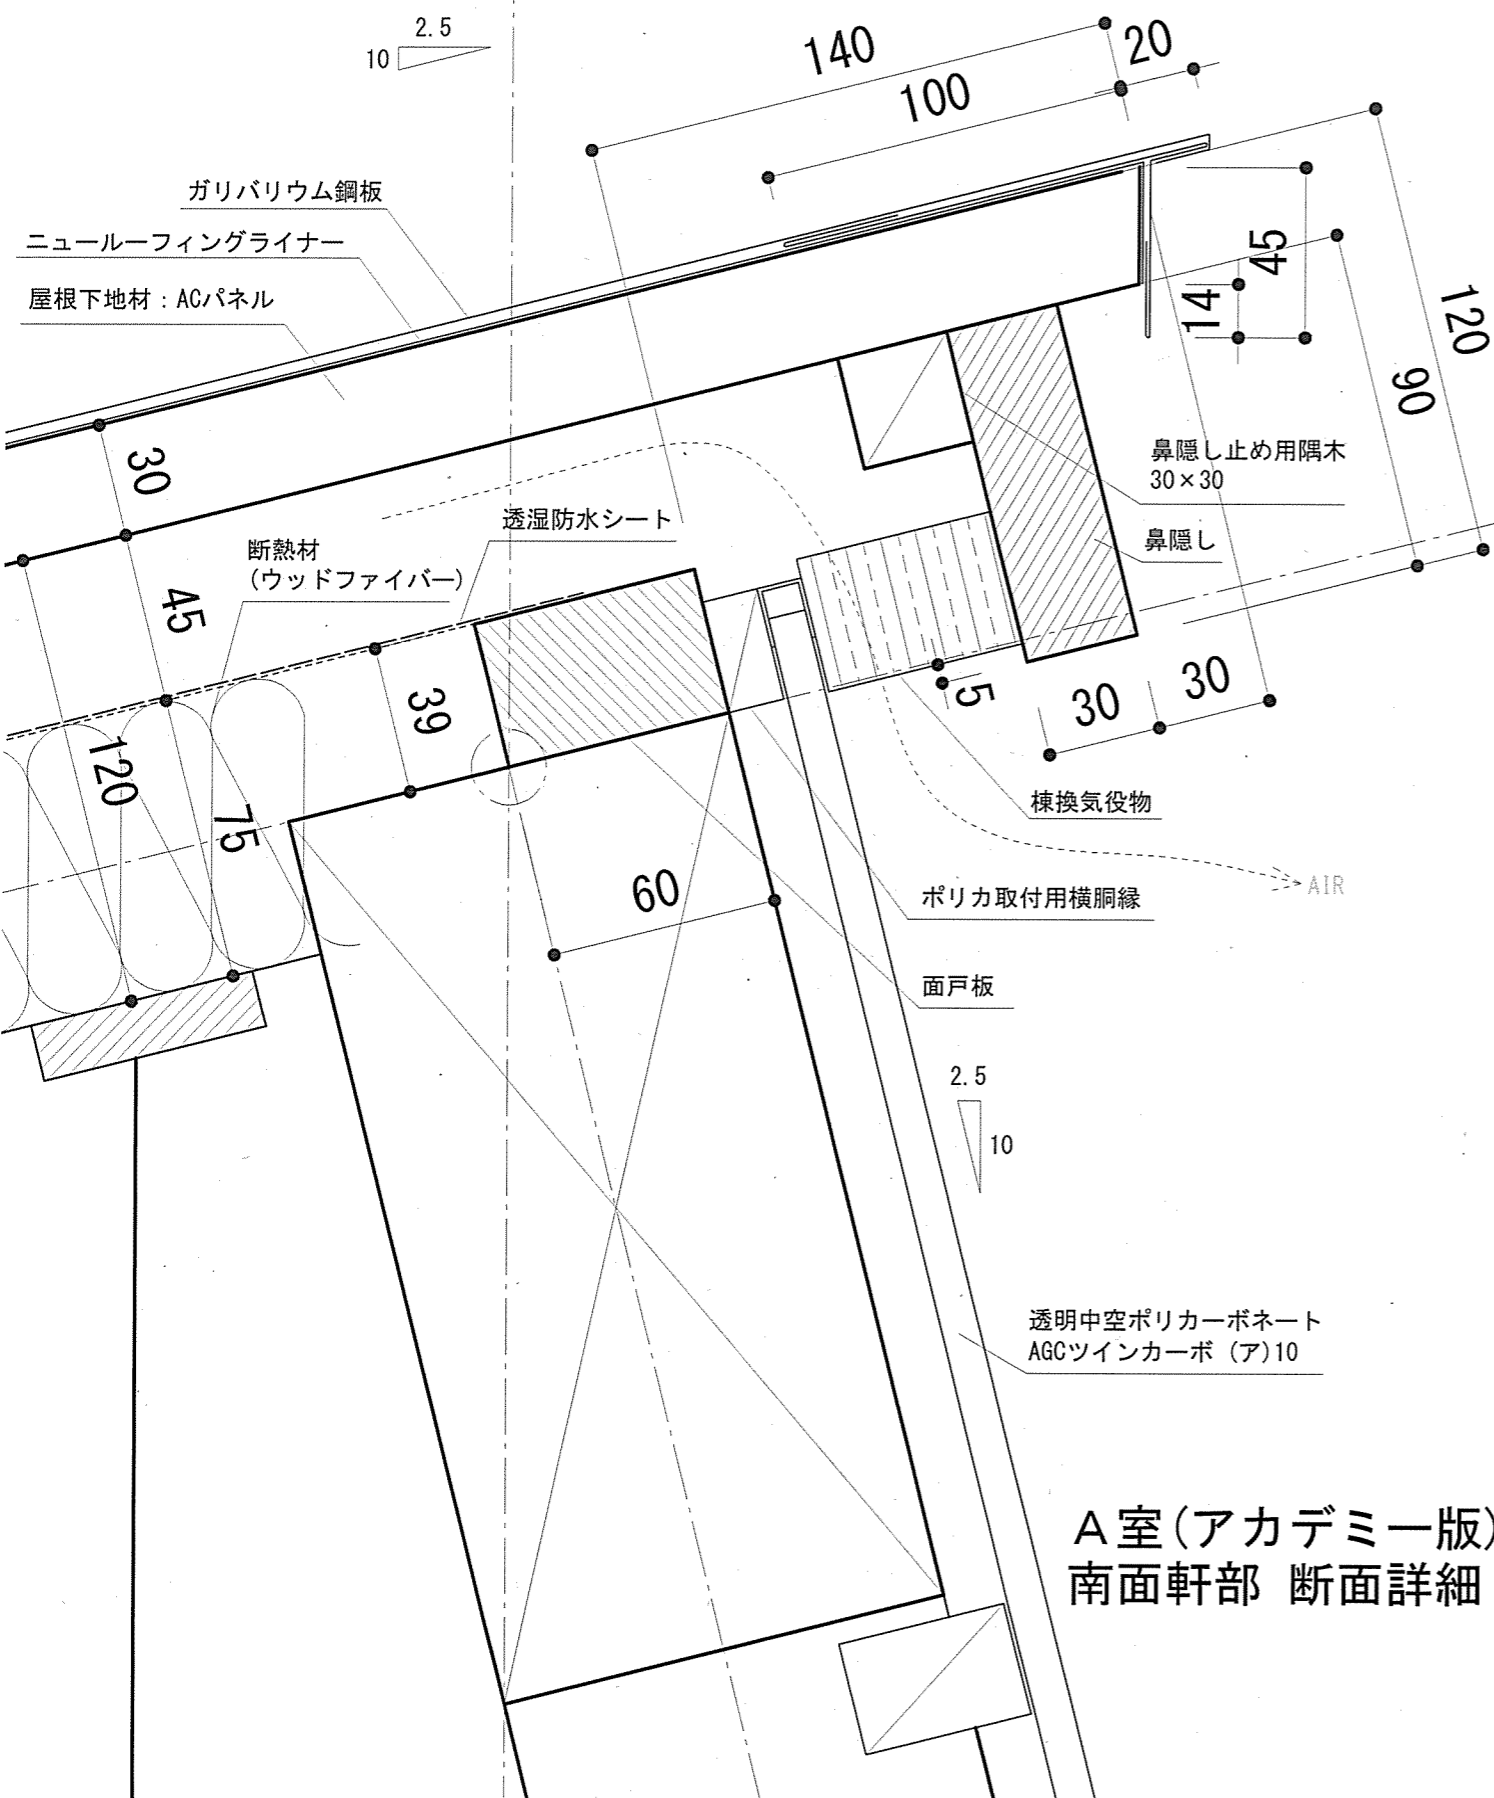 2.5
10
140
20
100
ガリバリウム鋼板
ニュールーフィングライナー
屋根下地材：ACパネル
45
14
120
90
30
鼻隠し止め用隅木
30×30
透湿防水シート
鼻隠し
断熱材
(ウッドファイバー)
45
39
5
30
30
120
75
棟換気役物
60
AIR
ポリカ取付用横胴縁
面戸板
2.5
10
透明中空ポリカーボネート
AGCツインカーボ (ア)10
A室(アカデミー版)
南面軒部 断面詳細